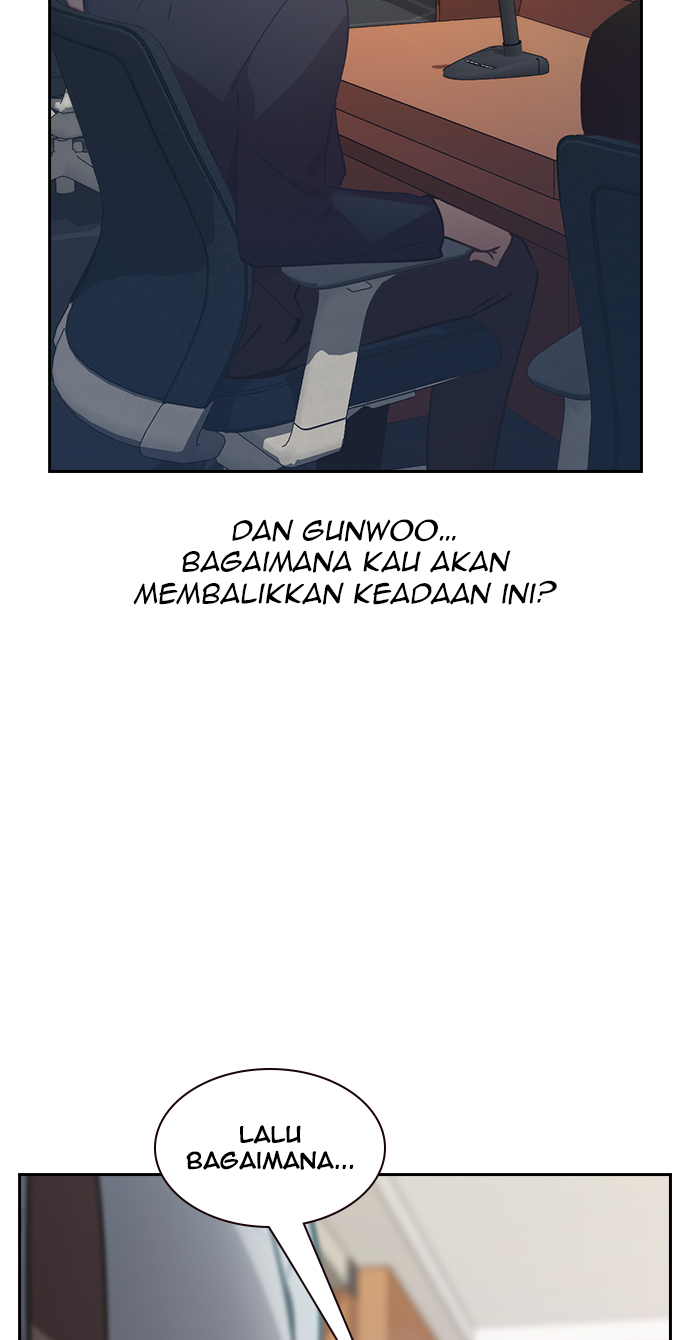 DAN GUNWOO...
BAGAIMANA KAU AKAN
MEMBALIKKAN KEADAAN INI?
LALU
BAGAIMANA...